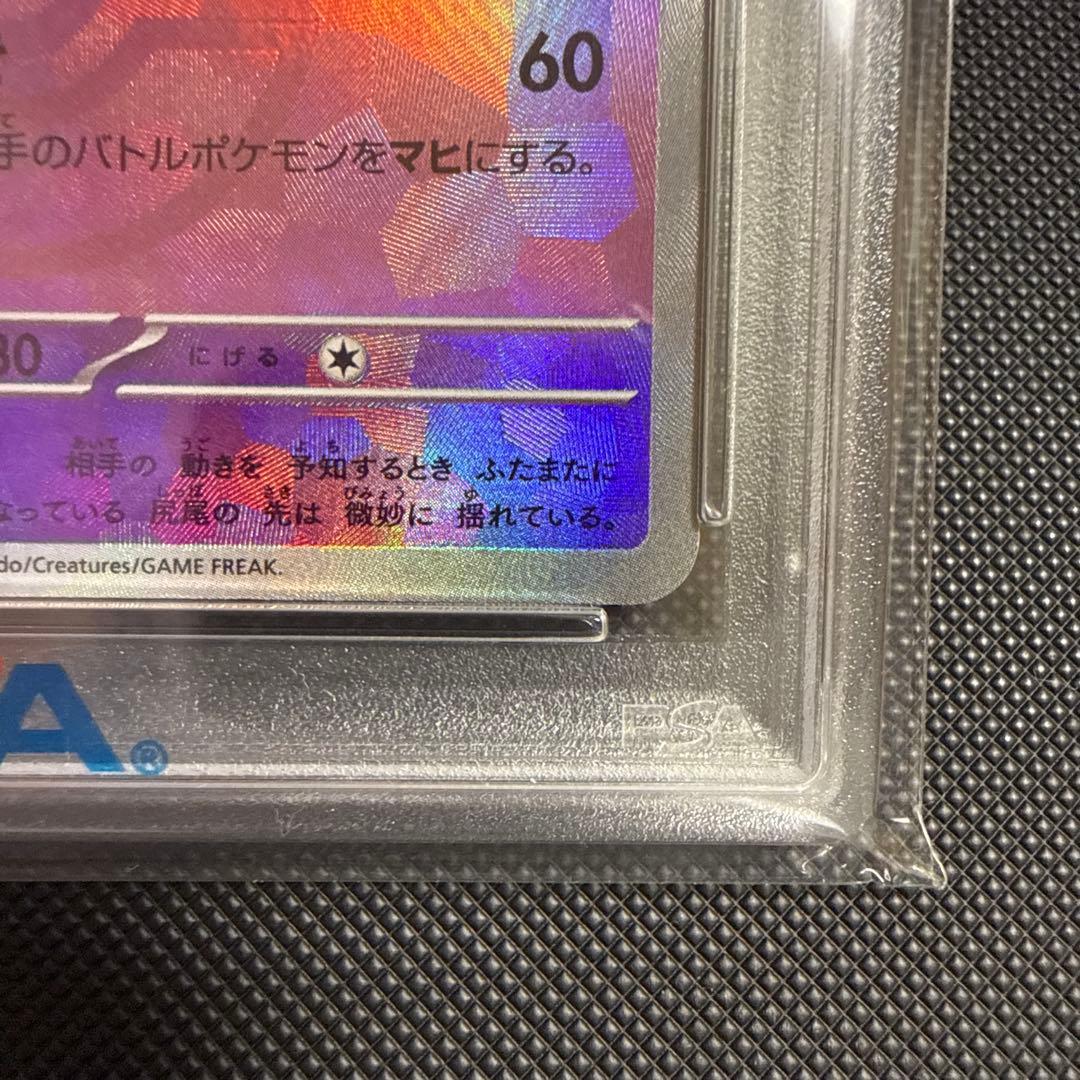 60
手のバトルポケモンをマヒにする。
30
にげる
相手の 動きを 予知するとき ふたまたに
なっている 尻尾の 先は 微妙に 揺れている。
do/Creatures/GAME FREAK.
A®
PSA